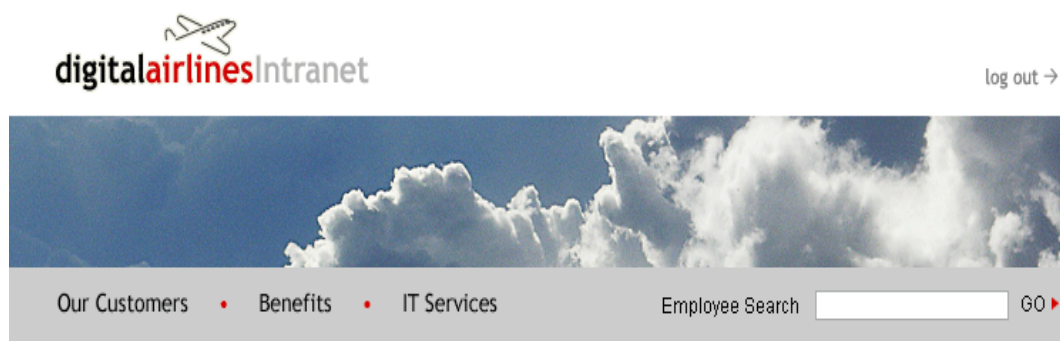 digitalairlinesIntranet
log out →
Our Customers • Benefits • IT Services Employee Search GO